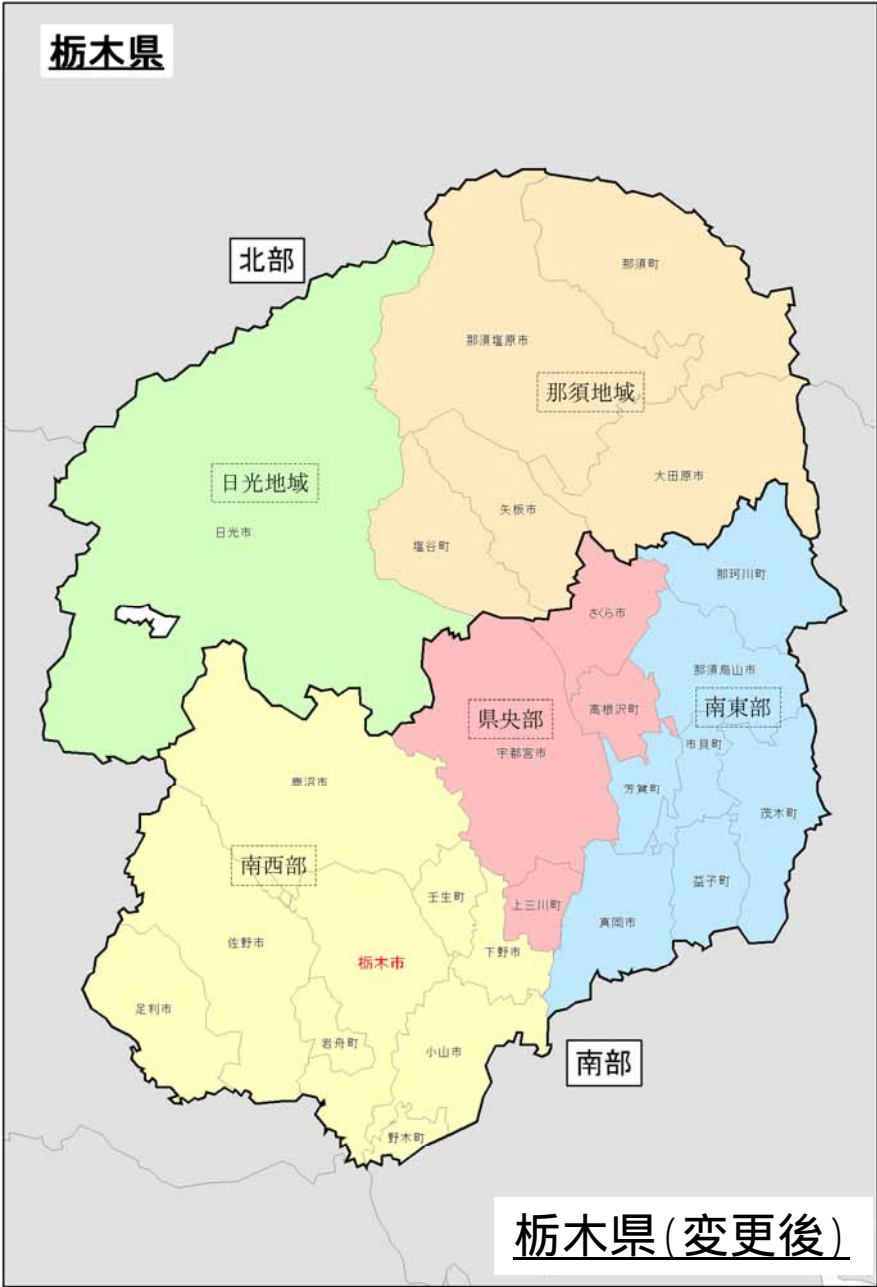 栃木県
北部
那須町
那須塩原市
那須地域
日光地域
大田原市
矢板市
日光市
塩谷町
那珂川町
さくら市
那須烏山市
南東部
高根沢町
県央部
市貝町
宇都宮市
鹿沼市
芳賀町
茂木町
南西部
益子町
壬生町
上三川町
真岡市
佐野市
下野市
栃木市
足利市
岩舟町
小山市
南部
野木町
栃木県(変更後)